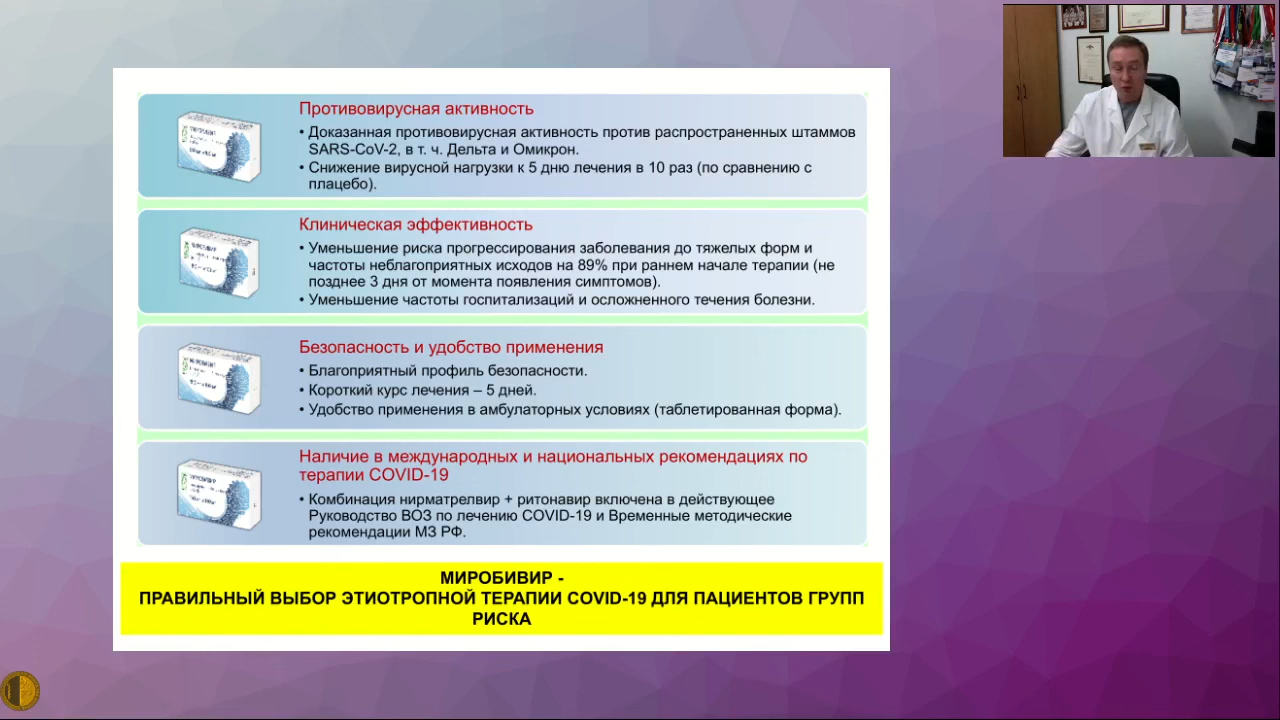 Противовирусная активность
• Доказанная противовирусная активность против распространенных штаммов
SARS-CoV-2, в т. ч. Дельта и Омикрон.
• Снижение вирусной нагрузки к 5 дню лечения в 10 раз (по сравнению с
плацебо).
Клиническая эффективность
• Уменьшение риска прогрессирования заболевания до тяжелых форм и
частоты неблагоприятных исходов на 89% при раннем начале терапии (не
позднее 3 дня от момента появления симптомов).
• Уменьшение частоты госпитализаций и осложненного течения болезни.
Безопасность и удобство применения
• Благоприятный профиль безопасности.
• Короткий курс лечения – 5 дней.
• Удобство применения в амбулаторных условиях (таблетированная форма).
Наличие в международных и национальных рекомендациях по
терапии COVID-19
• Комбинация нирматрелвир + ритонавир включена в действующее
Руководство ВОЗ по лечению COVID-19 и Временные методические
рекомендации МЗ РФ.
МИРОБИВИР -
ПРАВИЛЬНЫЙ ВЫБОР ЭТИОТРОПНОЙ ТЕРАПИИ COVID-19 ДЛЯ ПАЦИЕНТОВ ГРУПП
РИСКА